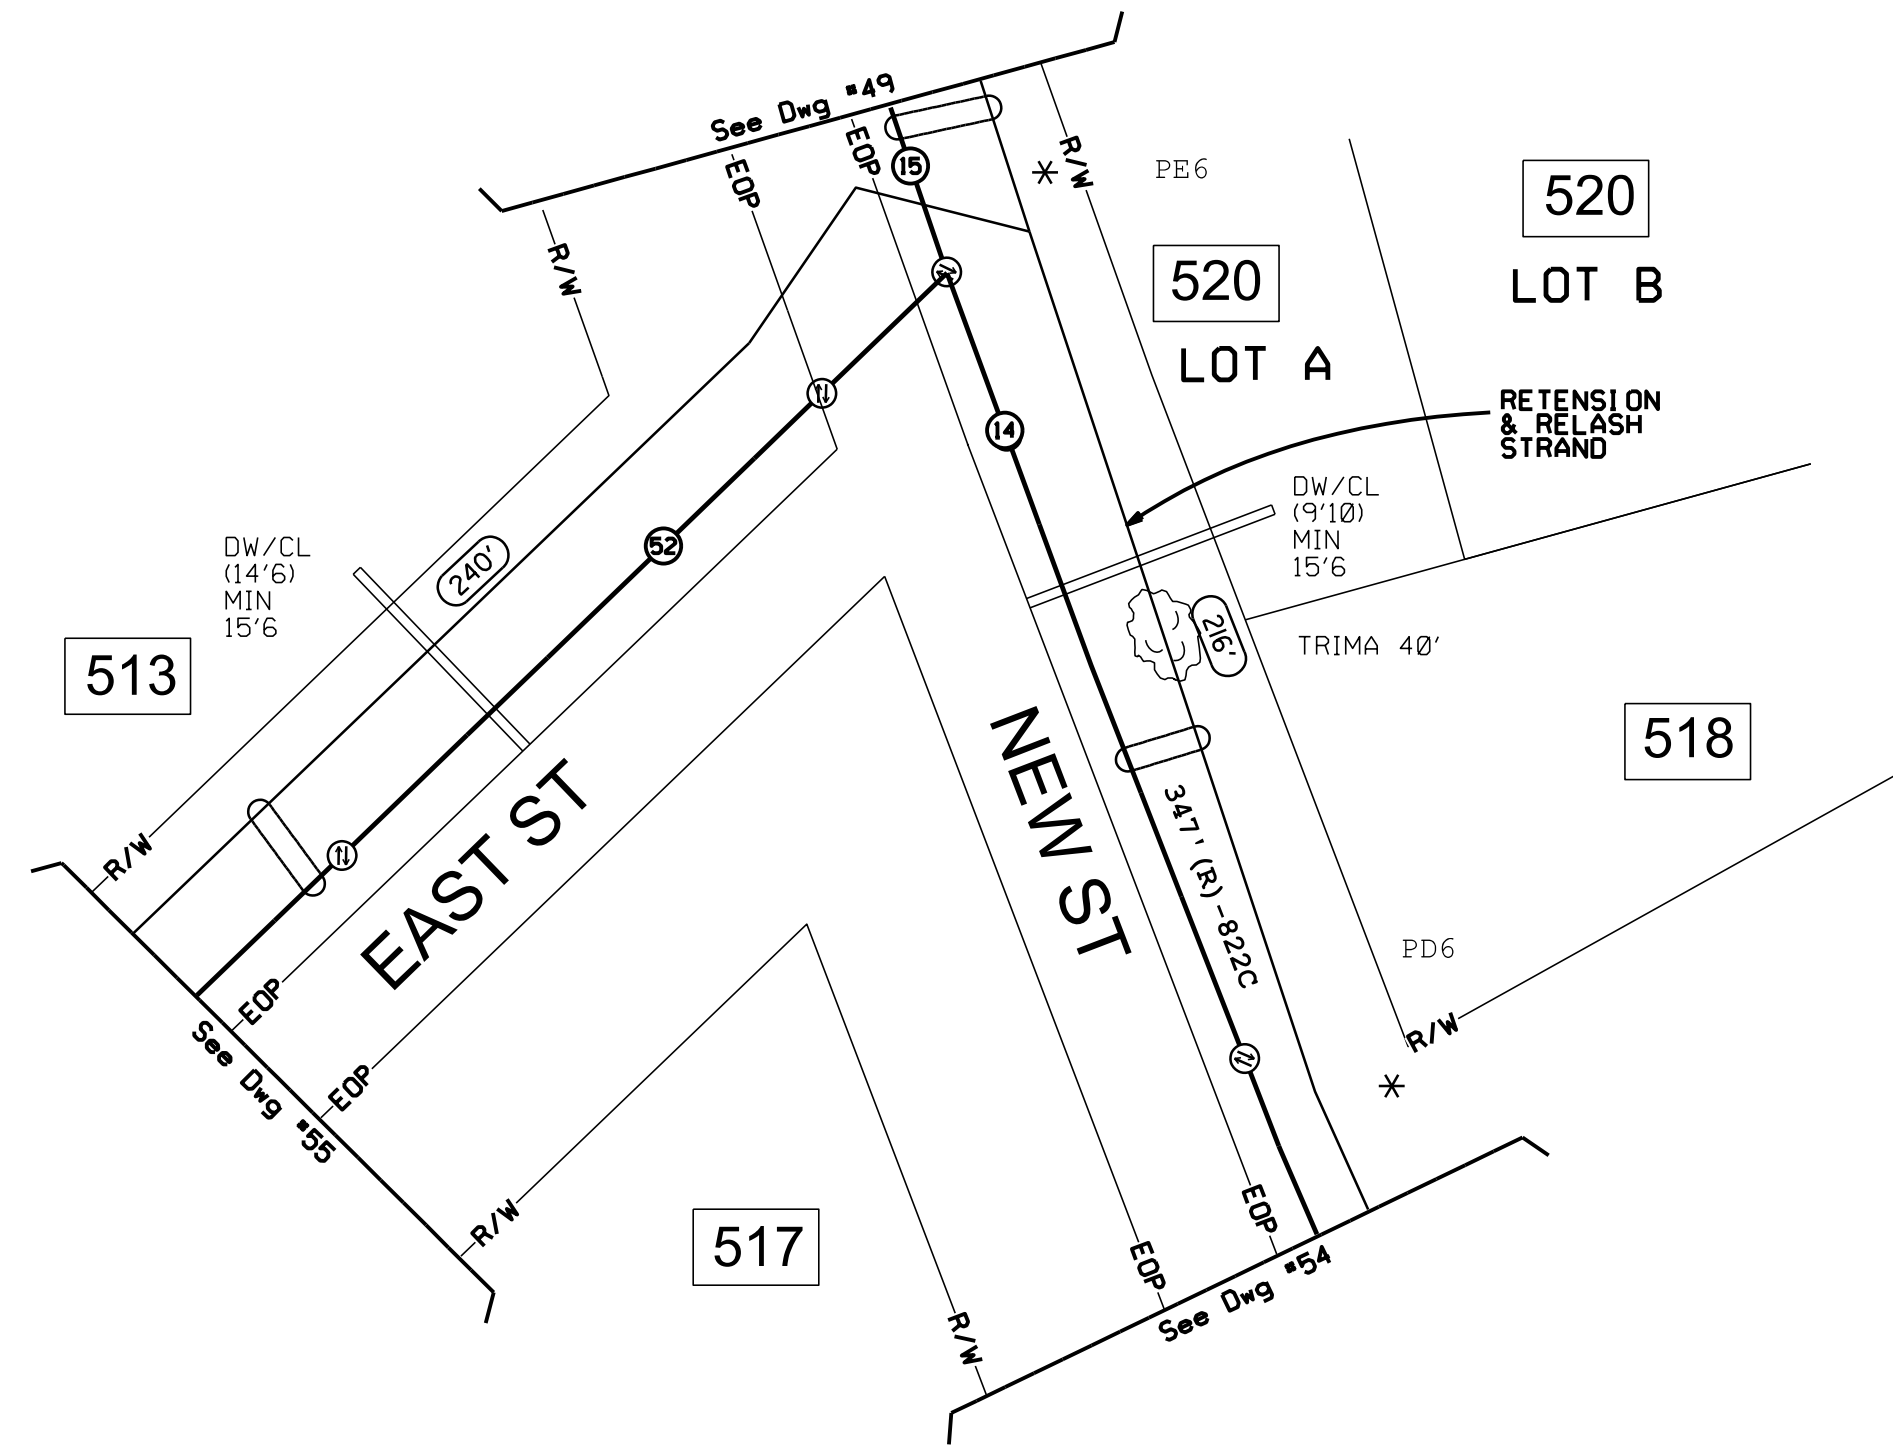 See Dwg #49
EOP
EOP
R/W
R/W
15
PE6
520
LOT B
520
LOT A
RETENSION
& RELASH
STRAND
14
DW/CL
(9'10)
MIN
15'6
52
240'
DW/CL
(14'6)
MIN
15'6
216'
TRIMA 40'
513
518
NEW ST
EAST ST
347' (R)-822C
R/W
PD6
R/W
EOP
See Dwg #55
EOP
R/W
517
EOP
EOP
R/W
See Dwg #54